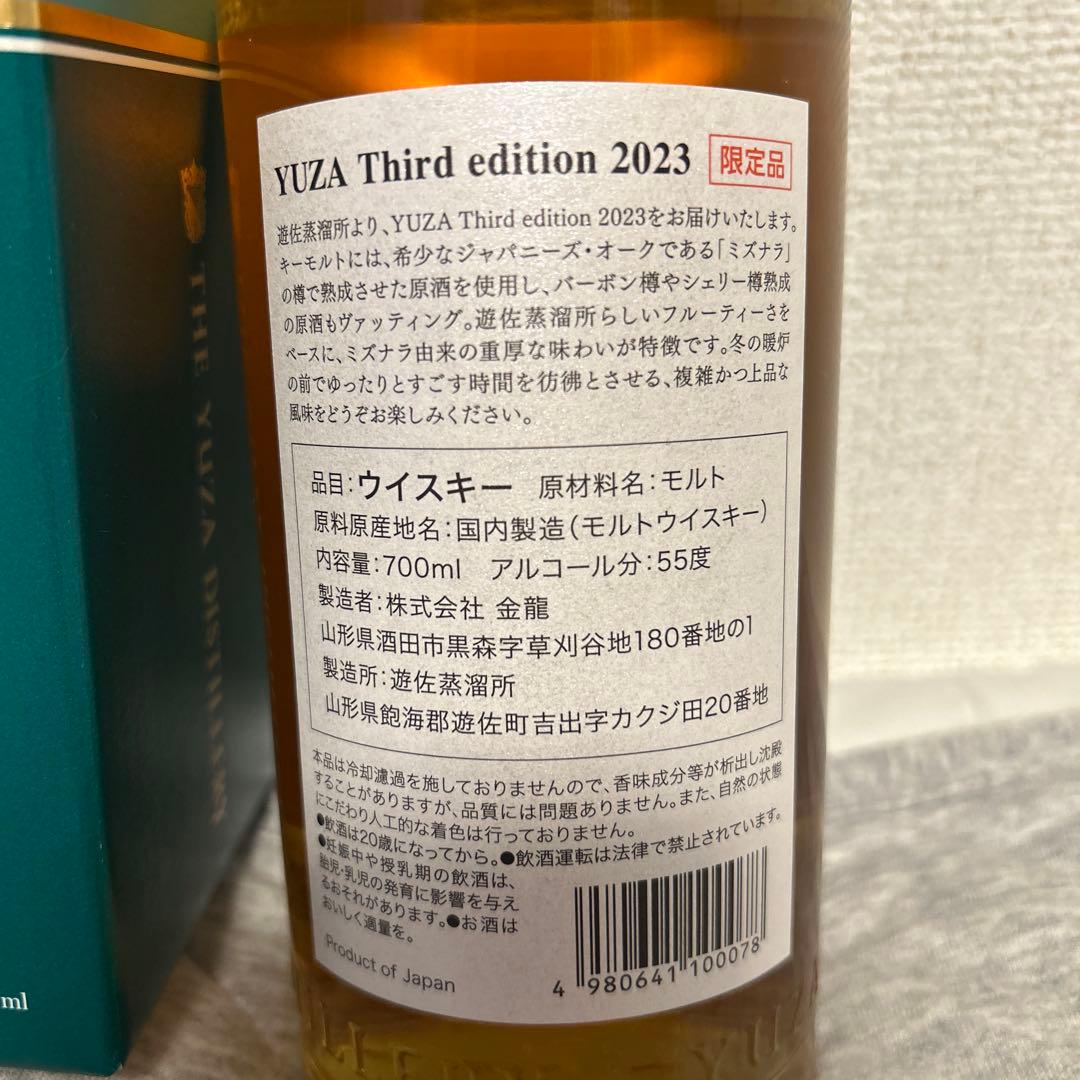 YUZA Third edition 2023 限定品
遊佐蒸溜所より、YUZA Third edition 2023をお届けいたします。
キーモルトには、希少なジャパニーズ・オークである「ミズナラ」
の樽で熟成させた原酒を使用し、バーボン樽やシェリー樽熟成
の原酒もヴァッティング。遊佐蒸溜所らしいフルーティーさを
ベースに、ミズナラ由来の重厚な味わいが特徴です。冬の暖炉
の前でゆったりとすごす時間を彷彿とさせる、複雑かつ上品な
風味をどうぞお楽しみください。
品目：ウイスキー 原材料名：モルト
原料原産地名：国内製造（モルトウイスキー）
内容量：700ml アルコール分：55度
製造者：株式会社 金龍
山形県酒田市黒森字草刈谷地180番地の1
製造所：遊佐蒸溜所
山形県飽海郡遊佐町吉出字カクジ田20番地
本品は冷却濾過を施しておりませんので、香味成分等が析出し沈殿
することがありますが、品質には問題ありません。また、自然の状態
にこだわり人工的な着色は行っておりません。
●飲酒は20歳になってから。●飲酒運転は法律で禁止されています。
●妊娠中や授乳期の飲酒は、
胎児・乳児の発育に影響を与え
るおそれがあります。●お酒は
おいしく適量を。
Product of Japan
4 980641 100078
THE YUZA DISTILLERY
ml